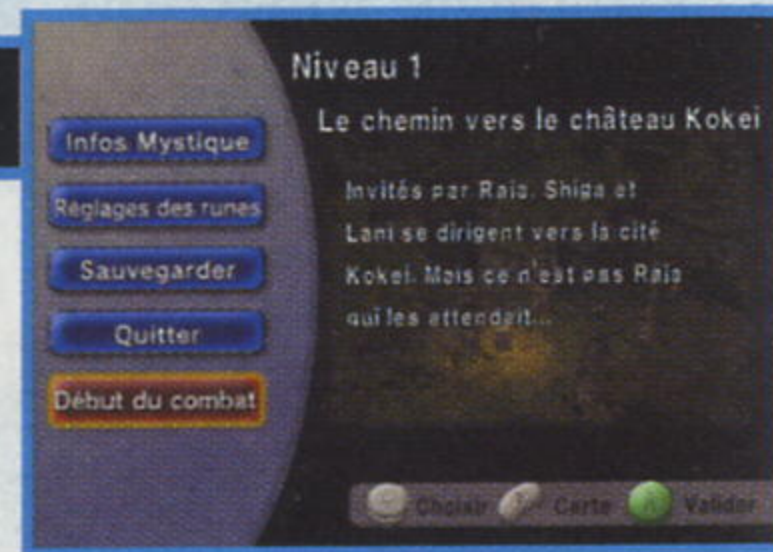 Niveau 1
Le chemin vers le château Kokei
Infos Mystique
Réglages des runes
Sauvegarder
Quitter
Début du combat
Invités par Raia, Shiga et
Lani se dirigent vers la cité
Kokei. Mais ce n'est pas Raia
qui les attendait...
Choisir
Y
Carte
A
Valider